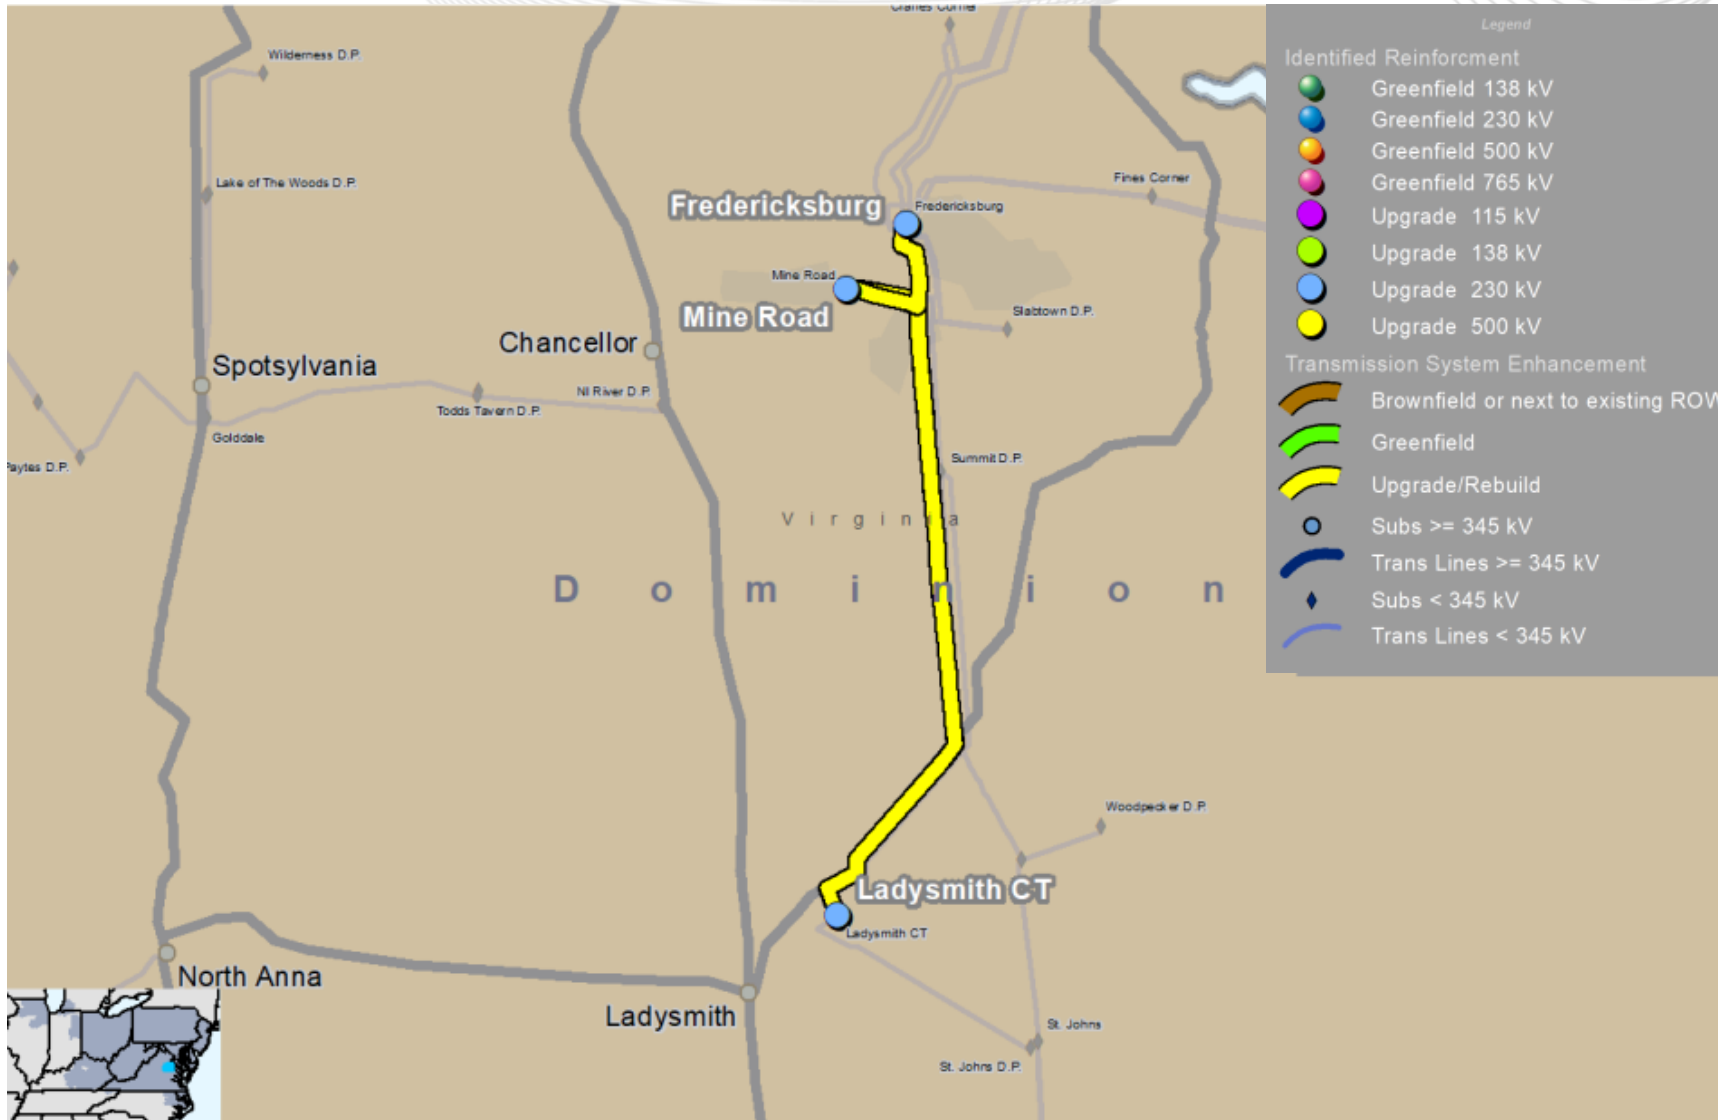 Cranes Corner
Wilderness D.P.
Lake of The Woods D.P.
Fines Corner
Fredericksburg
Fredericksburg
Mine Road
Mine Road
Slabtown D.P.
Chancellor
Spotsylvania
NI River D.P.
Todds Tavern D.P.
Golddale
Paytes D.P.
Summit D.P.
Virginia
Dominion
Woodpecker D.P.
Ladysmith CT
Ladysmith CT
North Anna
Ladysmith
St. Johns
St. Johns D.P.
Legend
Identified Reinforcment
Greenfield 138 kV
Greenfield 230 kV
Greenfield 500 kV
Greenfield 765 kV
Upgrade 115 kV
Upgrade 138 kV
Upgrade 230 kV
Upgrade 500 kV
Transmission System Enhancement
Brownfield or next to existing ROW
Greenfield
Upgrade/Rebuild
Subs >= 345 kV
Trans Lines >= 345 kV
Subs < 345 kV
Trans Lines < 345 kV